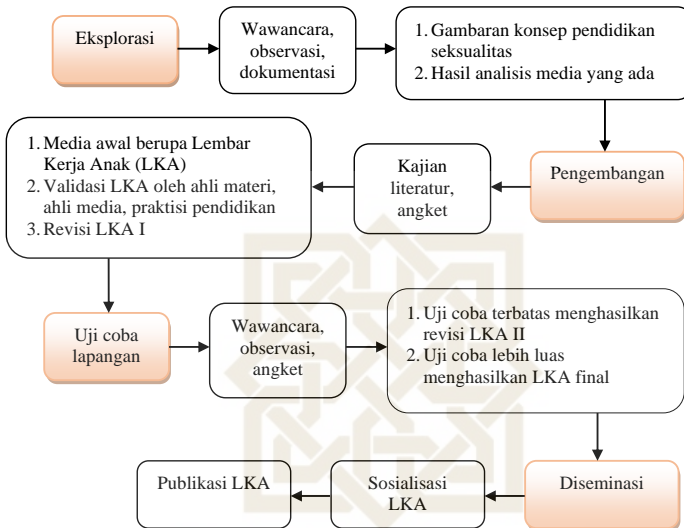 Eksplorasi
Wawancara,
observasi,
dokumentasi
1. Gambaran konsep pendidikan
seksualitas
2. Hasil analisis media yang ada
Pengembangan
Kajian
literatur,
angket
1. Media awal berupa Lembar
Kerja Anak (LKA)
2. Validasi LKA oleh ahli materi,
ahli media, praktisi pendidikan
3. Revisi LKA I
Uji coba
lapangan
Wawancara,
observasi,
angket
1. Uji coba terbatas menghasilkan
revisi LKA II
2. Uji coba lebih luas
menghasilkan LKA final
Diseminasi
Sosialisasi
LKA
Publikasi LKA